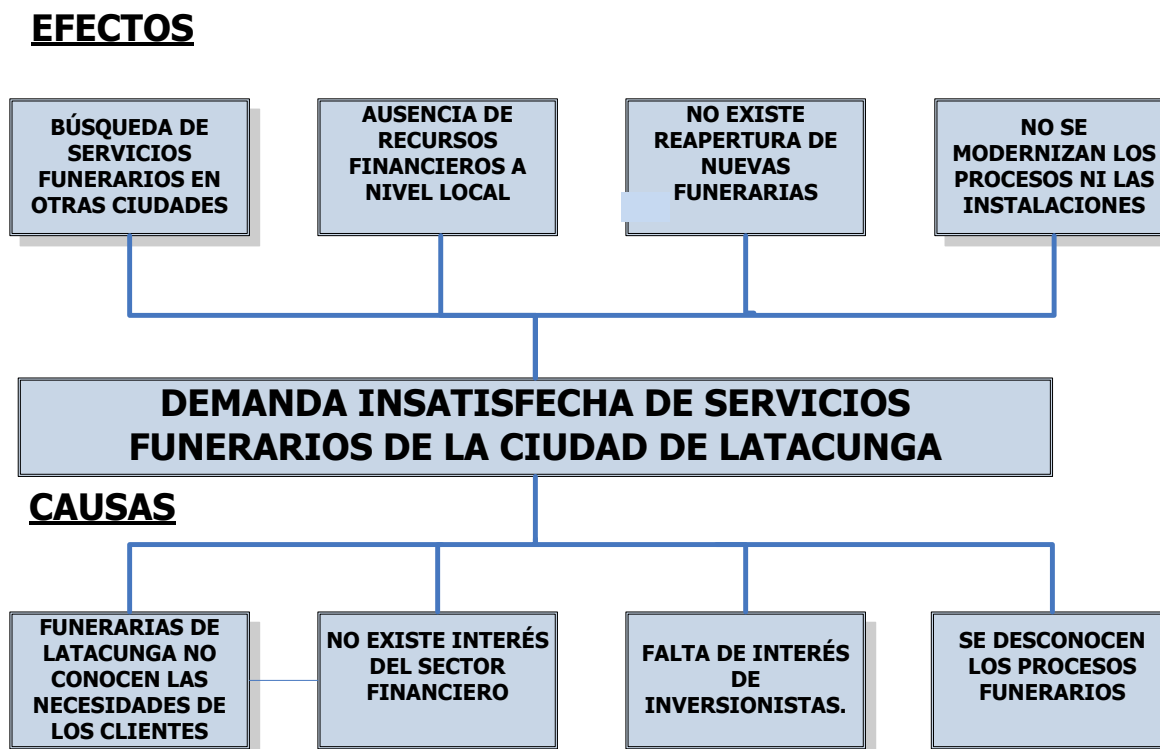 EFECTOS
BÚSQUEDA DE
SERVICIOS
FUNERARIOS EN
OTRAS CIUDADES
AUSENCIA DE
RECURSOS
FINANCIEROS A
NIVEL LOCAL
NO EXISTE
REAPERTURA DE
NUEVAS
FUNERARIAS
NO SE
MODERNIZAN LOS
PROCESOS NI LAS
INSTALACIONES
DEMANDA INSATISFECHA DE SERVICIOS
FUNERARIOS DE LA CIUDAD DE LATACUNGA
CAUSAS
FUNERARIAS DE
LATACUNGA NO
CONOCEN LAS
NECESIDADES DE
LOS CLIENTES
NO EXISTE INTERÉS
DEL SECTOR
FINANCIERO
FALTA DE INTERÉS
DE
INVERSIONISTAS.
SE DESCONOCEN
LOS PROCESOS
FUNERARIOS